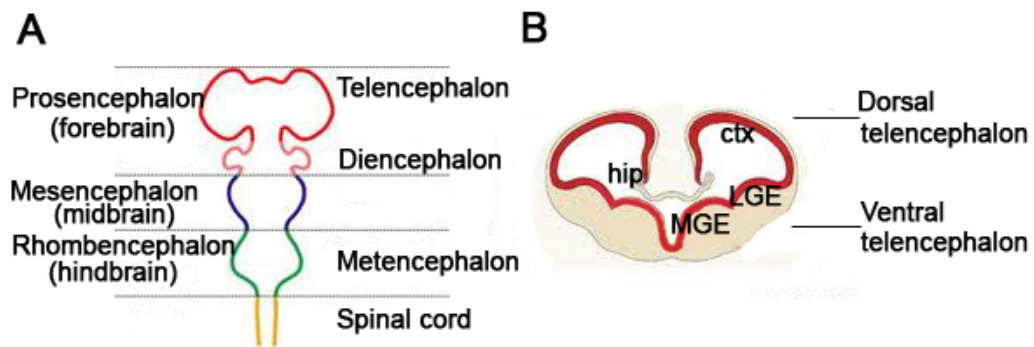 A
Prosencephalon
(forebrain)
Mesencephalon
(midbrain)
Rhombencephalon
(hindbrain)
Telencephalon
Diencephalon
Metencephalon
Spinal cord
B
ctx
hip
LGE
MGE
Dorsal
telencephalon
Ventral
telencephalon